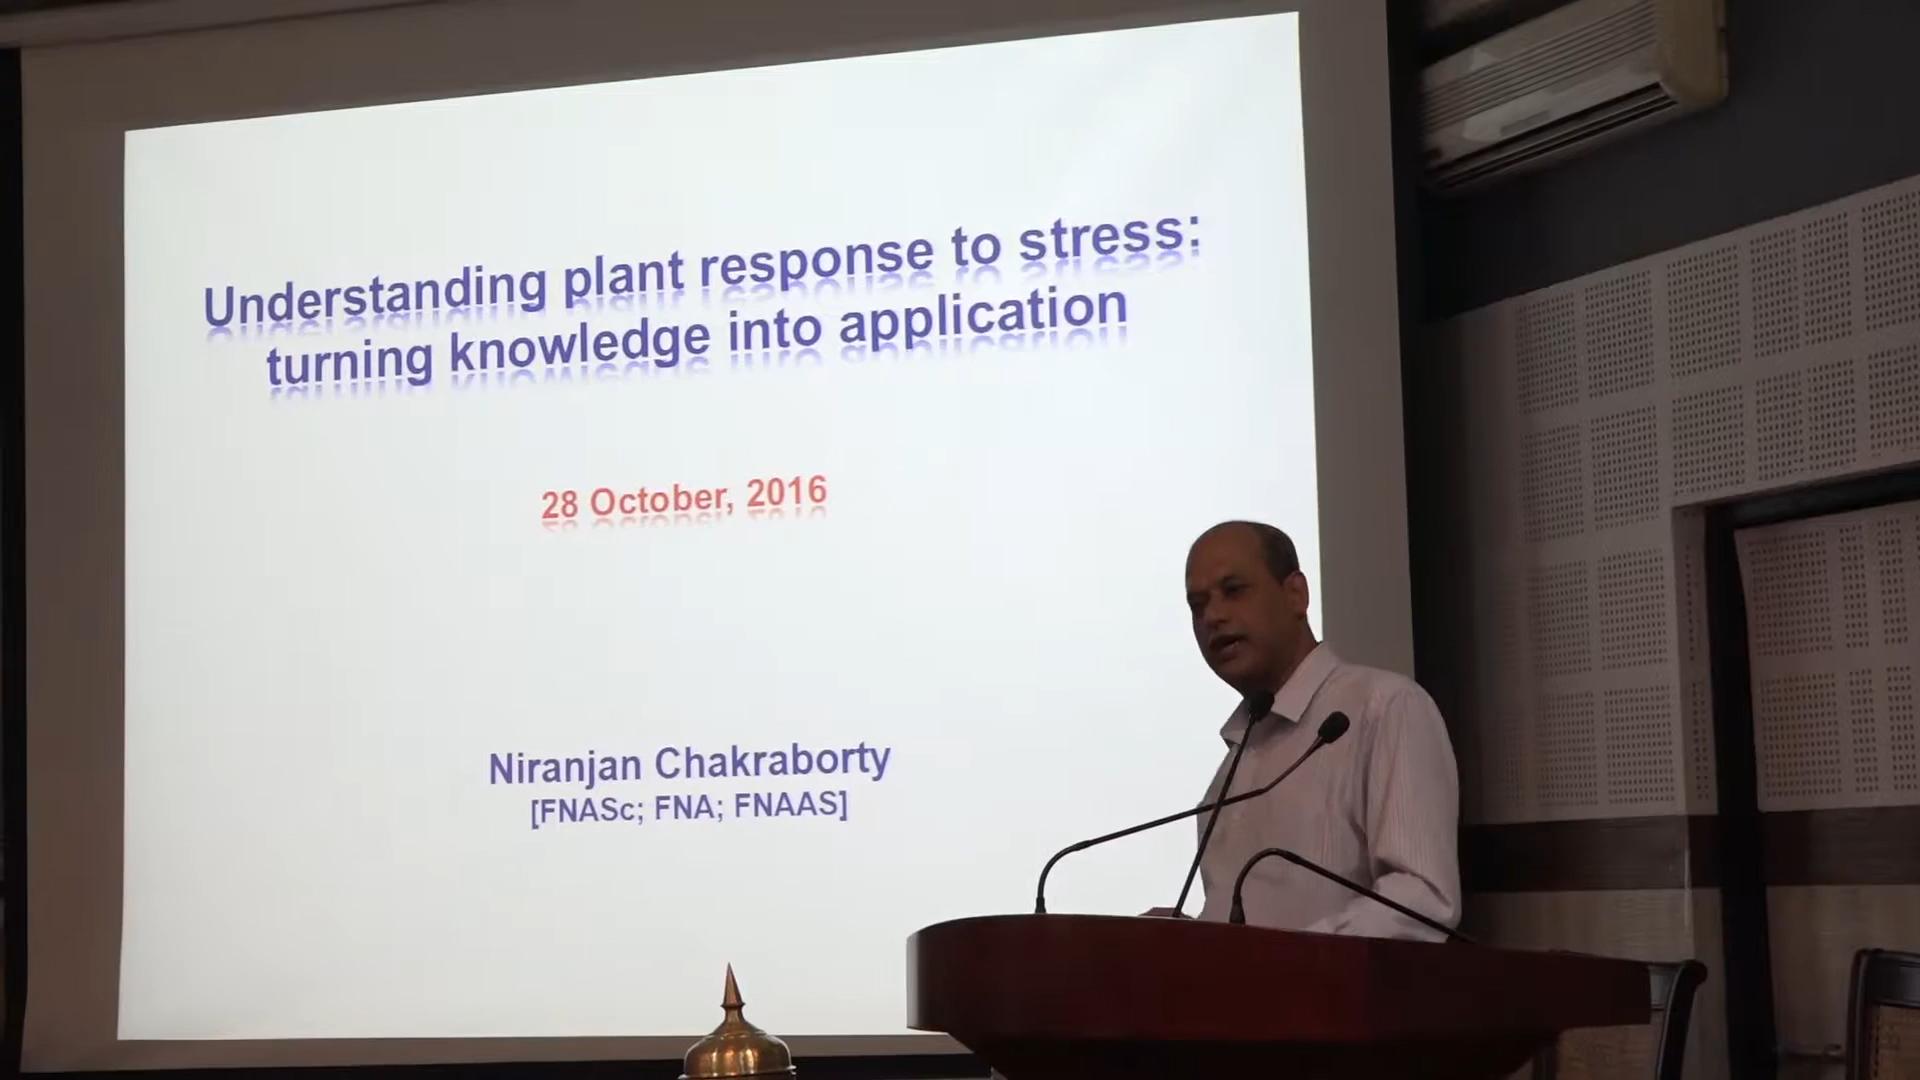 Understanding plant response to stress:
turning knowledge into application
28 October, 2016
Niranjan Chakraborty
[FNASc; FNA; FNAAS]